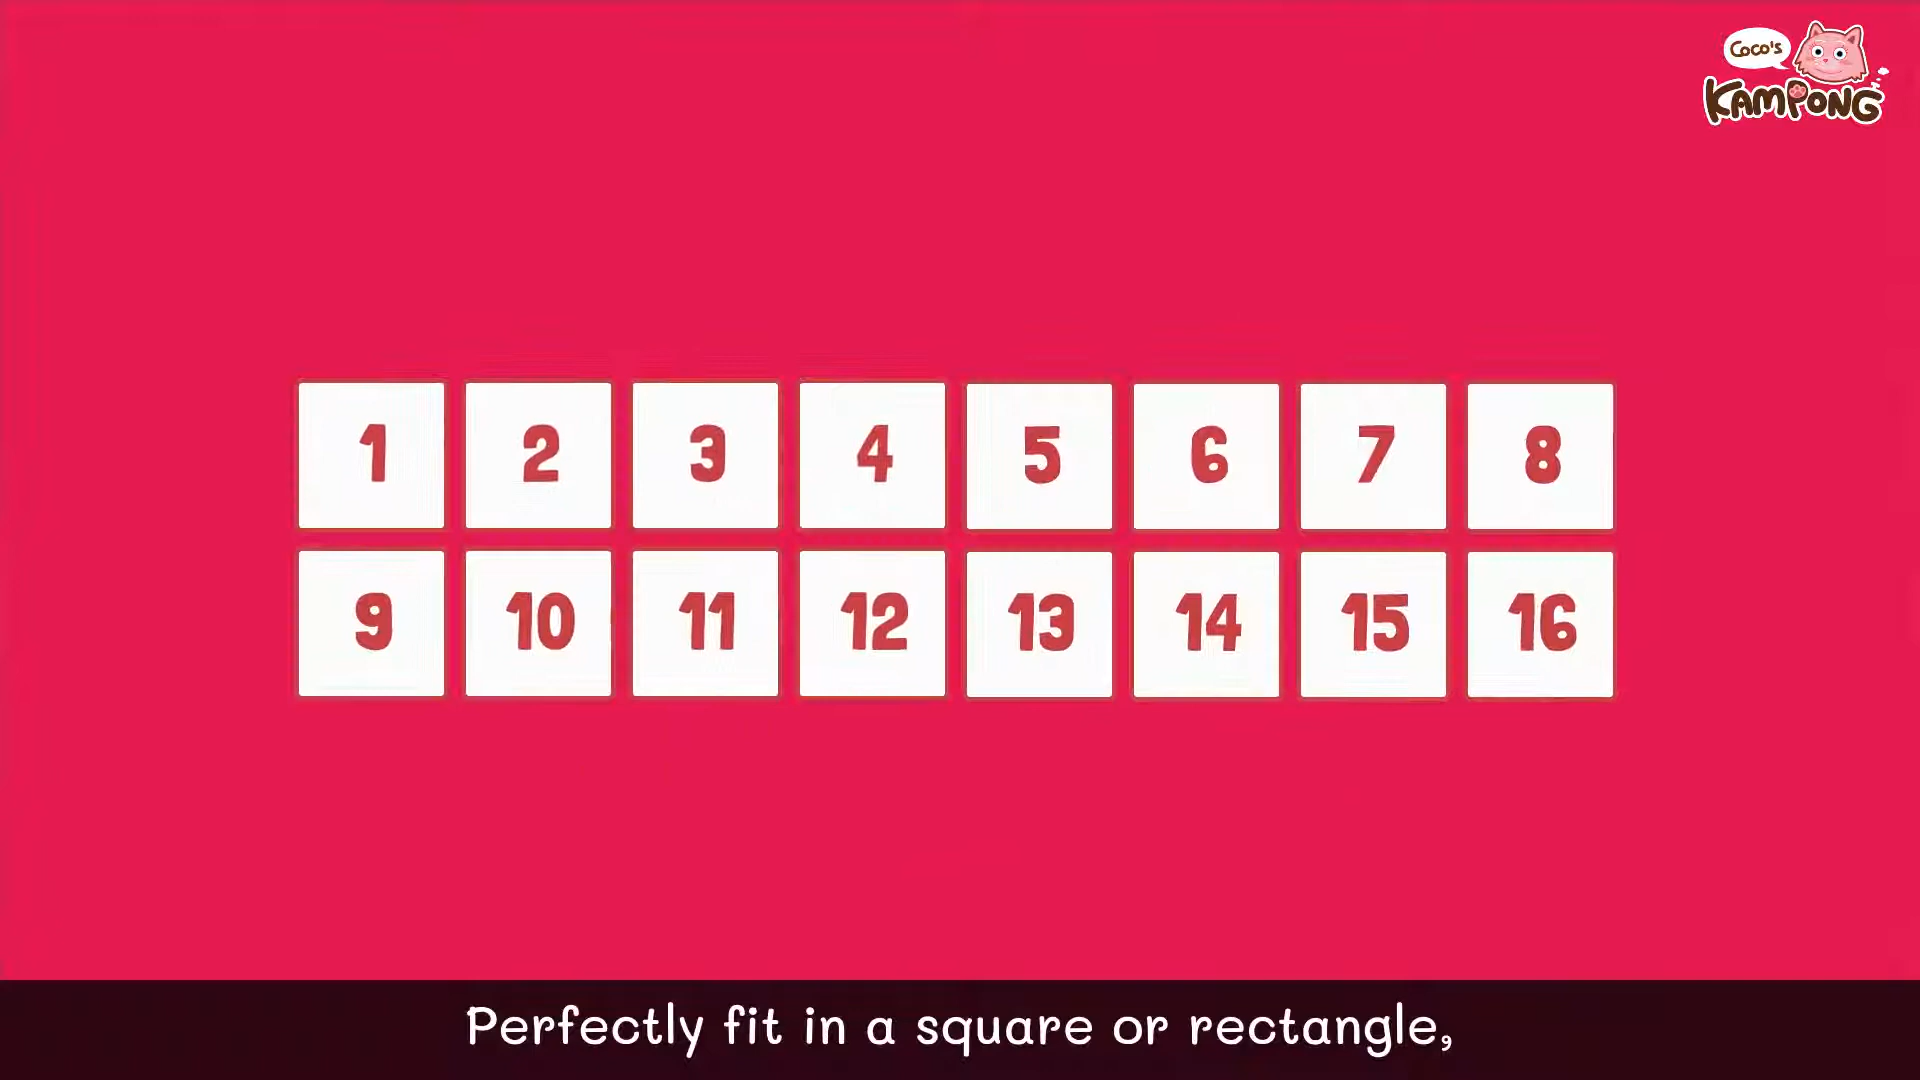 Coco's
KAMPONG
1 2 3 4 5 6 7 8
9 10 11 12 13 14 15 16
Perfectly fit in a square or rectangle,